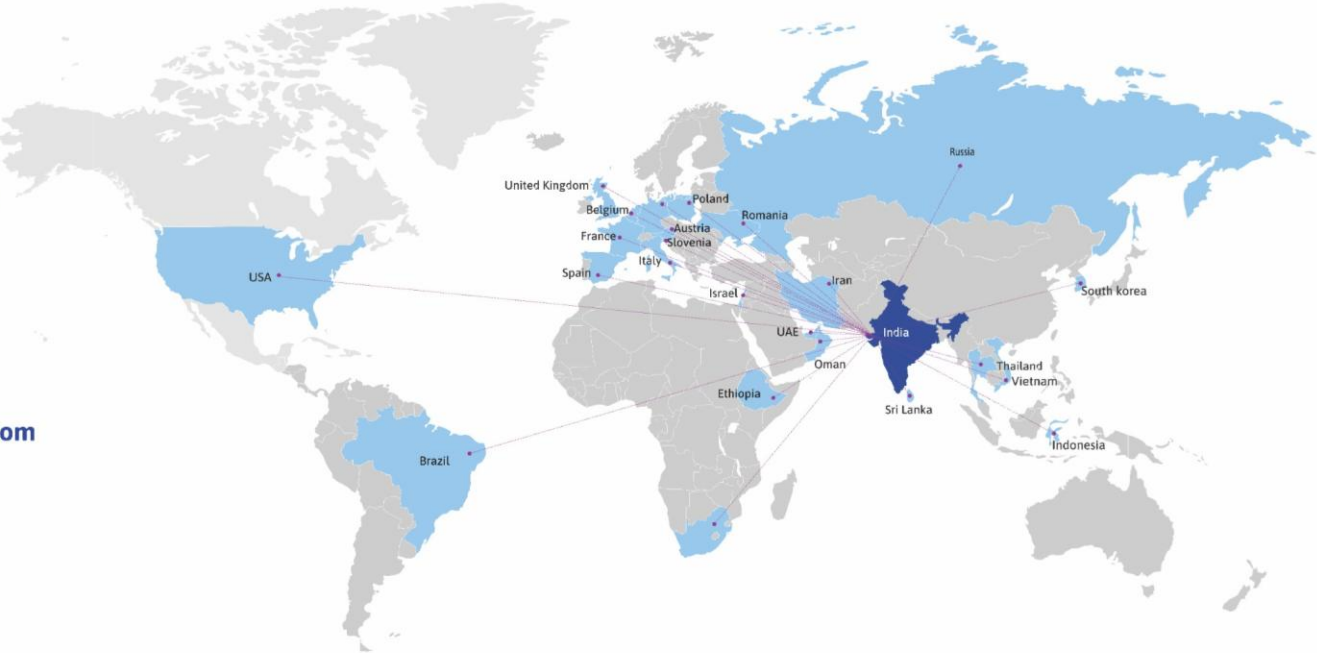 Russia
United Kingdom
Poland
Belgium
Romania
Austria
France
Slovenia
Italy
Spain
USA
Iran
Israel
South korea
UAE
India
Oman
Thailand
Vietnam
Ethiopia
Sri Lanka
om
Indonesia
Brazil